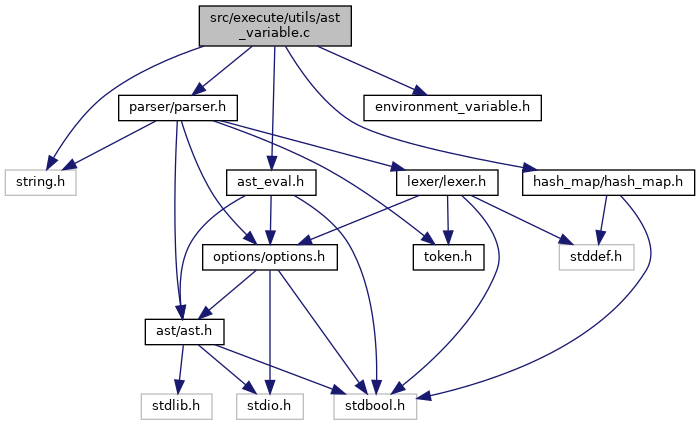 src/execute/utils/ast
_variable.c
parser/parser.h
environment_variable.h
string.h
ast_eval.h
lexer/lexer.h
hash_map/hash_map.h
options/options.h
token.h
stddef.h
ast/ast.h
stdlib.h
stdio.h
stdbool.h